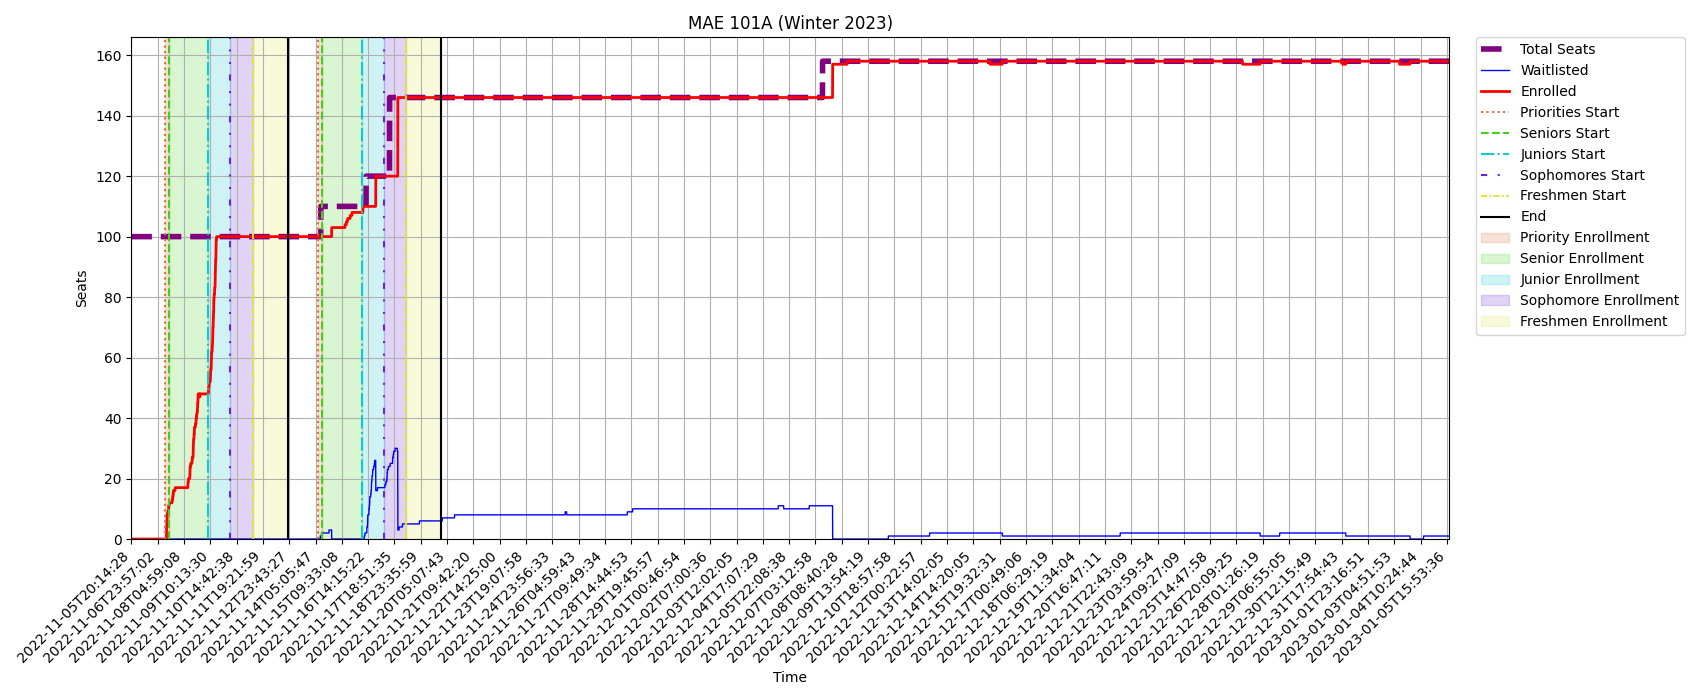 MAE 101A (Winter 2023)
Total Seats
Waitlisted
Enrolled
Priorities Start
Seniors Start
Juniors Start
Sophomores Start
Freshmen Start
End
Priority Enrollment
Senior Enrollment
Junior Enrollment
Sophomore Enrollment
Freshmen Enrollment
Seats
160
140
120
100
80
60
40
20
0
2022-11-05T20:14:28
2022-11-06T23:57:02
2022-11-08T04:59:08
2022-11-09T10:13:30
2022-11-10T14:42:38
2022-11-11T19:21:59
2022-11-12T23:43:27
2022-11-14T05:05:47
2022-11-15T09:33:08
2022-11-16T14:15:22
2022-11-17T18:51:35
2022-11-18T23:35:59
2022-11-20T05:07:43
2022-11-21T09:42:20
2022-11-22T14:25:00
2022-11-23T19:07:58
2022-11-24T23:56:33
2022-11-26T04:59:43
2022-11-27T09:49:34
2022-11-28T14:44:53
2022-11-29T19:45:57
2022-12-01T00:46:54
2022-12-02T07:00:36
2022-12-03T12:02:05
2022-12-04T17:07:29
2022-12-05T22:08:38
2022-12-07T03:12:58
2022-12-08T08:40:28
2022-12-09T13:54:19
2022-12-10T18:57:58
2022-12-12T00:22:57
2022-12-13T14:02:05
2022-12-14T14:20:05
2022-12-15T19:32:31
2022-12-17T00:49:06
2022-12-18T06:29:19
2022-12-19T11:34:04
2022-12-20T16:47:11
2022-12-21T22:43:09
2022-12-23T03:59:54
2022-12-24T09:27:09
2022-12-25T14:47:58
2022-12-26T20:09:25
2022-12-28T01:26:19
2022-12-29T06:55:05
2022-12-30T12:15:49
2022-12-31T17:54:43
2023-01-01T23:16:51
2023-01-03T04:51:53
2023-01-04T10:24:44
2023-01-05T15:53:36
Time